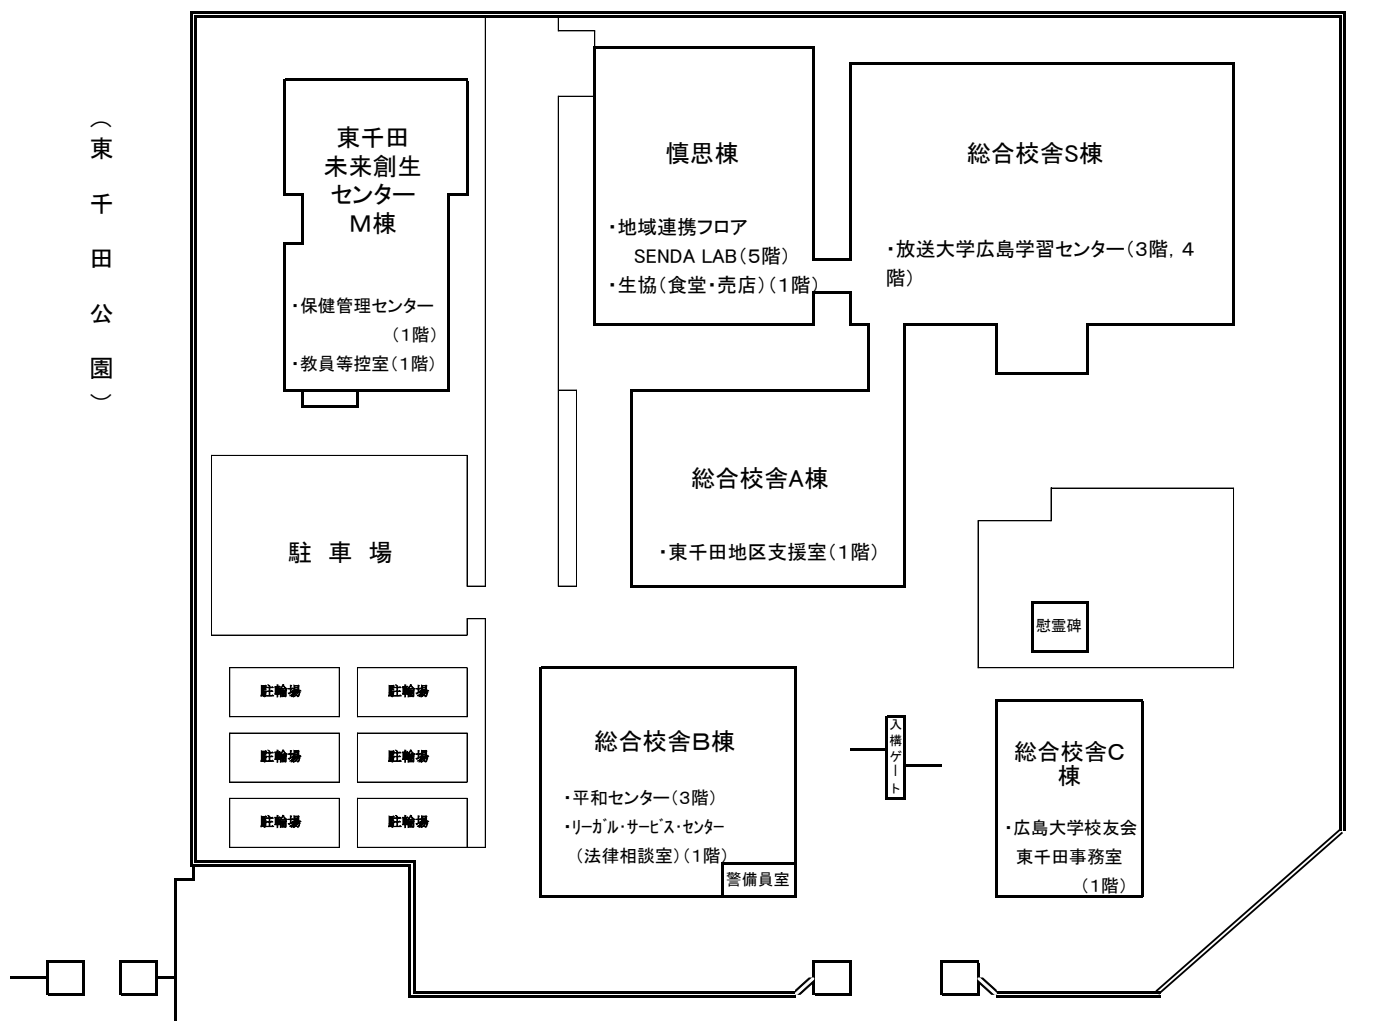 (東千田公園)
東千田
未来創生
センター
M棟
・保健管理センター
(1階)
・教員等控室(1階)
慎思棟
・地域連携フロア
SENDA LAB(5階)
・生協(食堂・売店)(1階)
総合校舎S棟
・放送大学広島学習センター(3階,4
階)
総合校舎A棟
・東千田地区支援室(1階)
駐 車 場
慰霊碑
駐輪場
駐輪場
駐輪場
駐輪場
駐輪場
駐輪場
総合校舎B棟
・平和センター(3階)
・リーガル・サービス・センター
(法律相談室)(1階)
警備員室
入構ゲート
総合校舎C
棟
・広島大学校友会
東千田事務室
(1階)